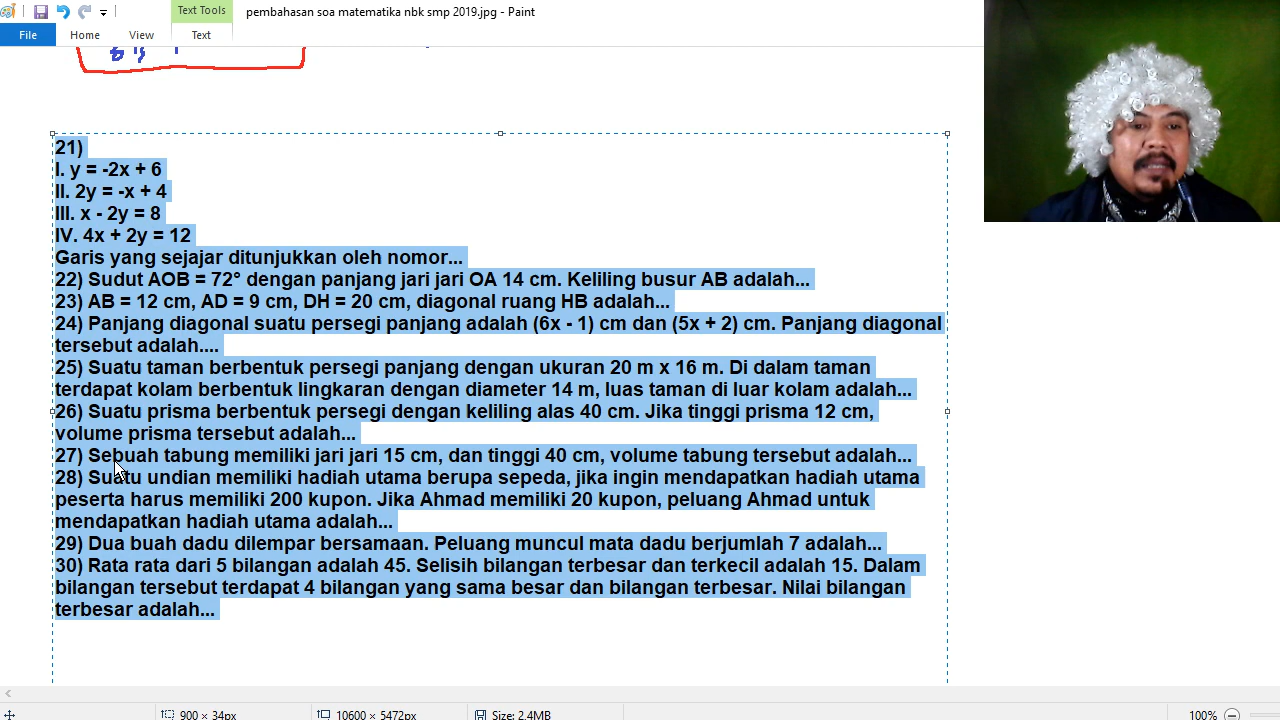 Text Tools
pembahasan soa matematika nbk smp 2019.jpg - Paint
File
Home
View
Text
21)
I. y = -2x + 6
II. 2y = -x + 4
III. x - 2y = 8
IV. 4x + 2y = 12
Garis yang sejajar ditunjukkan oleh nomor...
22) Sudut AOB = 72° dengan panjang jari jari OA 14 cm. Keliling busur AB adalah...
23) AB = 12 cm, AD = 9 cm, DH = 20 cm, diagonal ruang HB adalah...
24) Panjang diagonal suatu persegi panjang adalah (6x - 1) cm dan (5x + 2) cm. Panjang diagonal
tersebut adalah....
25) Suatu taman berbentuk persegi panjang dengan ukuran 20 m x 16 m. Di dalam taman
terdapat kolam berbentuk lingkaran dengan diameter 14 m, luas taman di luar kolam adalah...
26) Suatu prisma berbentuk persegi dengan keliling alas 40 cm. Jika tinggi prisma 12 cm,
volume prisma tersebut adalah...
27) Sebuah tabung memiliki jari jari 15 cm, dan tinggi 40 cm, volume tabung tersebut adalah...
28) Suatu undian memiliki hadiah utama berupa sepeda, jika ingin mendapatkan hadiah utama
peserta harus memiliki 200 kupon. Jika Ahmad memiliki 20 kupon, peluang Ahmad untuk
mendapatkan hadiah utama adalah...
29) Dua buah dadu dilempar bersamaan. Peluang muncul mata dadu berjumlah 7 adalah...
30) Rata rata dari 5 bilangan adalah 45. Selisih bilangan terbesar dan terkecil adalah 15. Dalam
bilangan tersebut terdapat 4 bilangan yang sama besar dan bilangan terbesar. Nilai bilangan
terbesar adalah...
900 × 34px
10600 × 5472px
Size: 2.4MB
100%